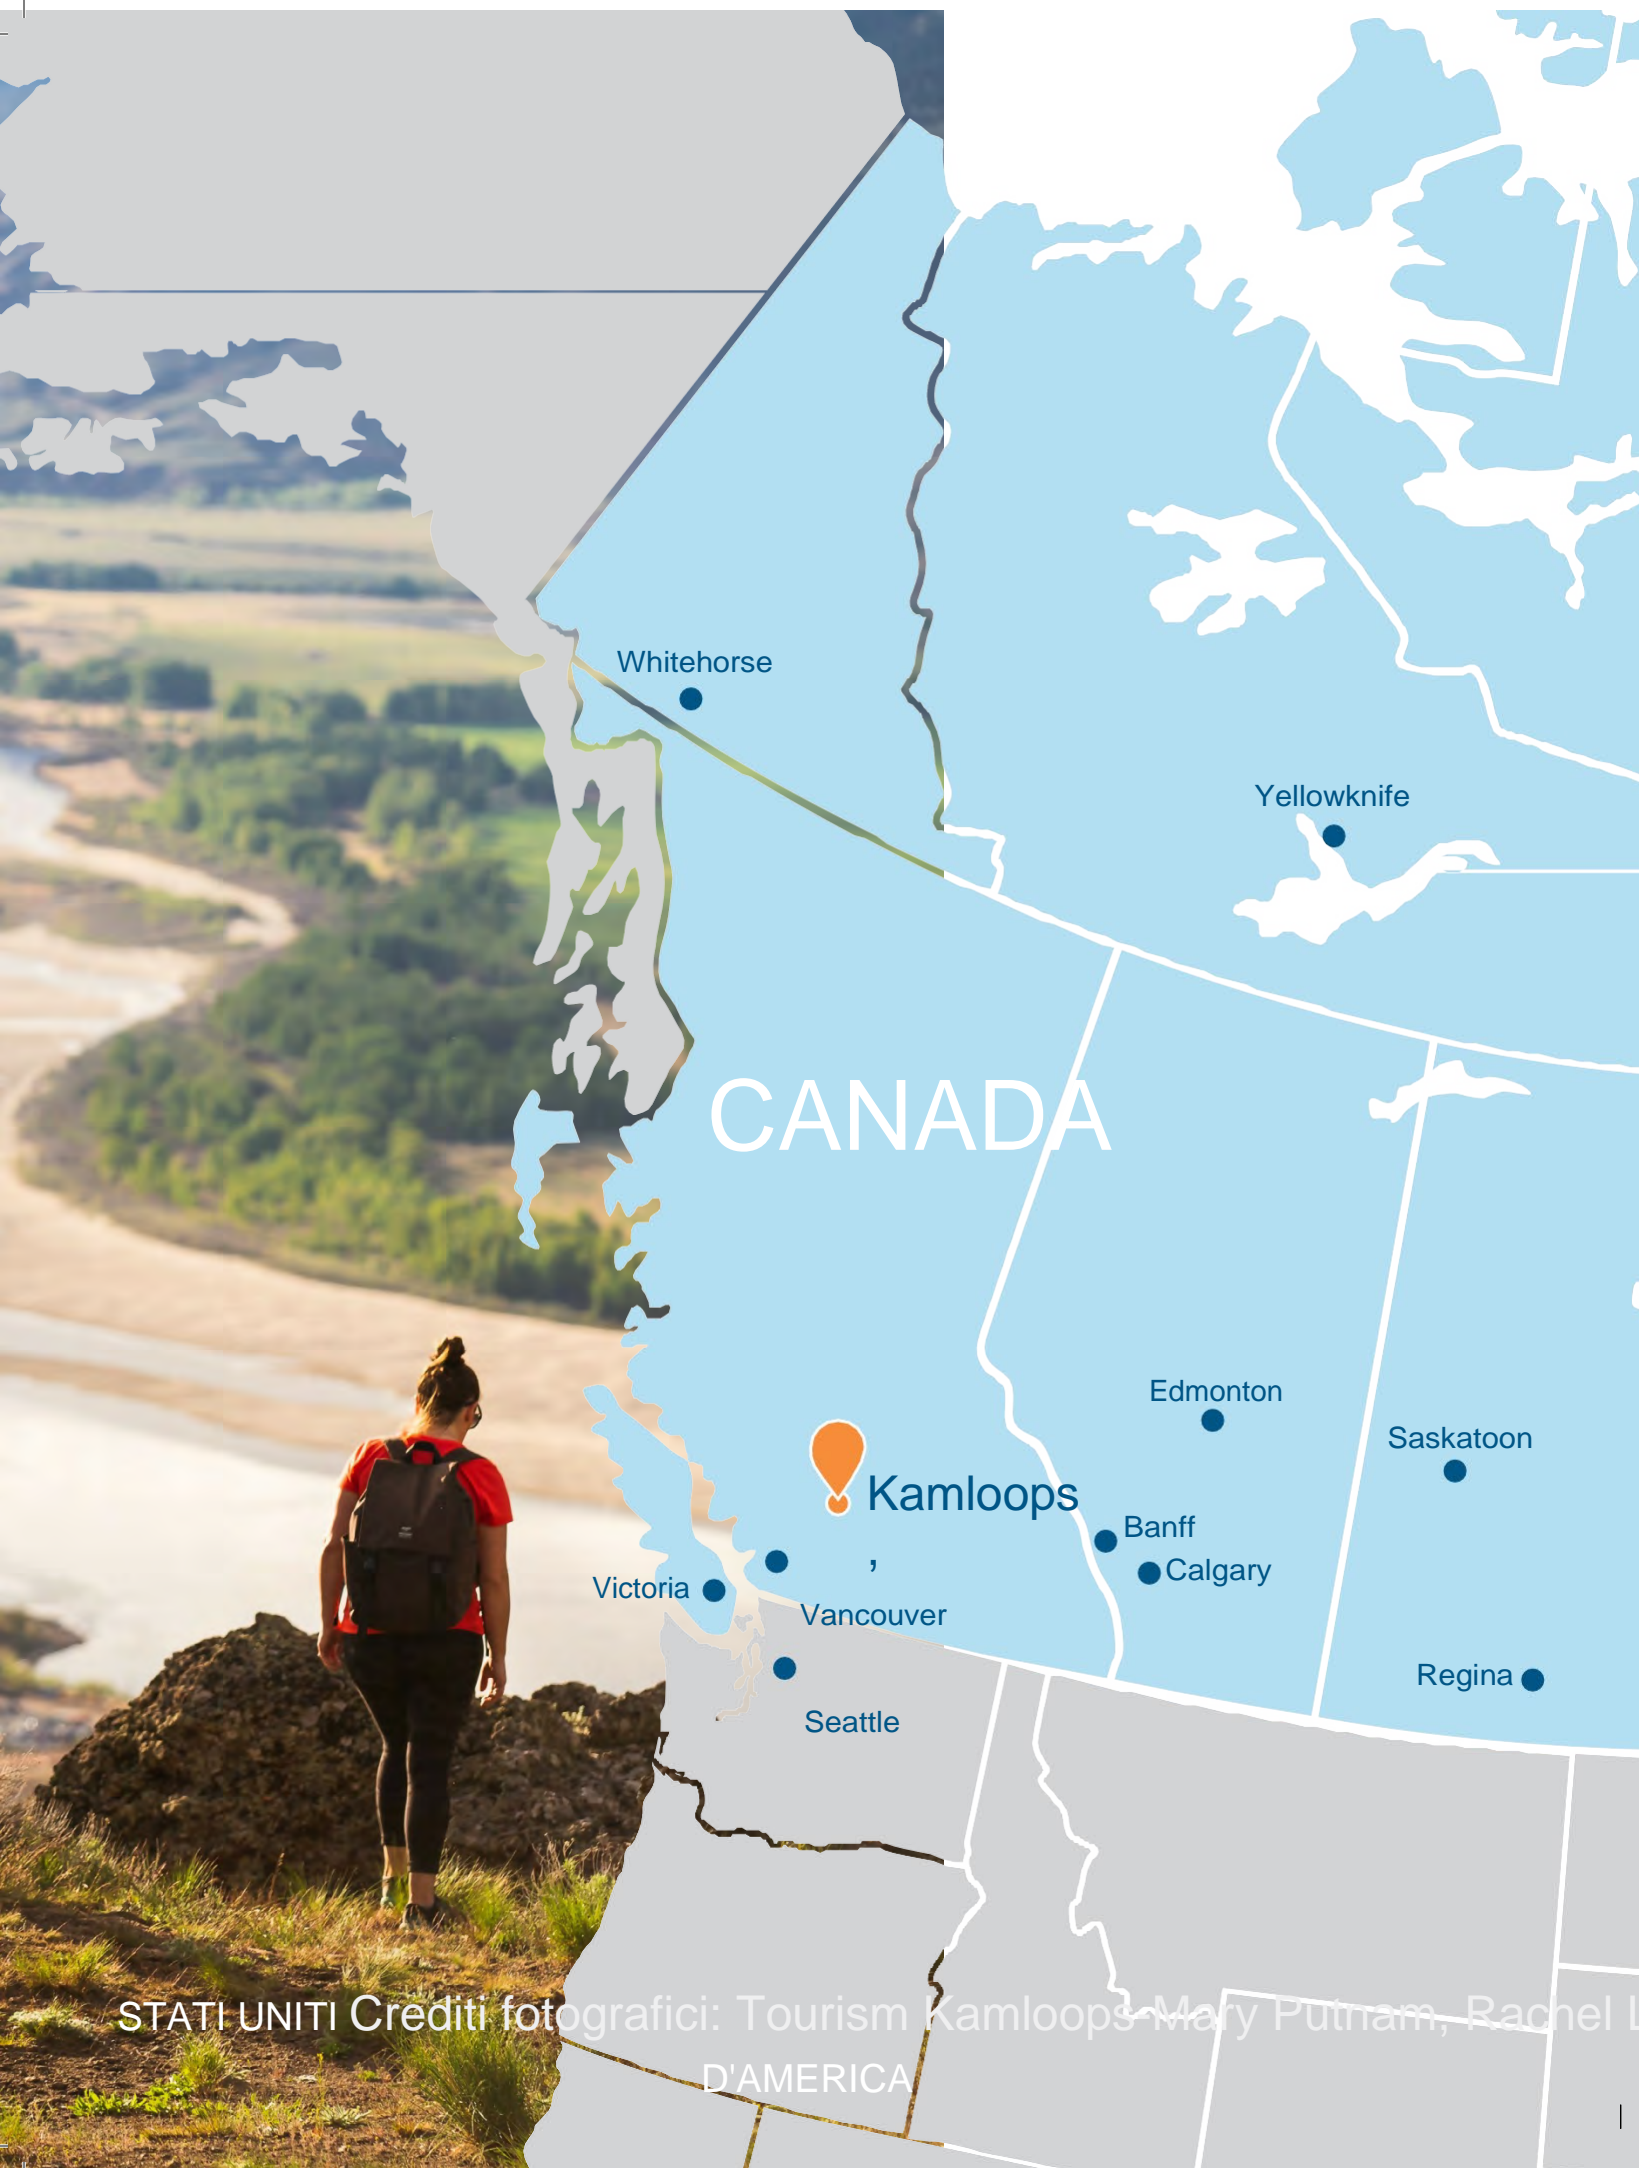 Whitehorse
Yellowknife
CANADA
Edmonton
Saskatoon
Kamloops
,
Banff
Calgary
Victoria
Vancouver
Regina
Seattle
STATI UNITI Crediti fotografici: Tourism Kamloops-Mary Putnam, Rachel L
D'AMERICA